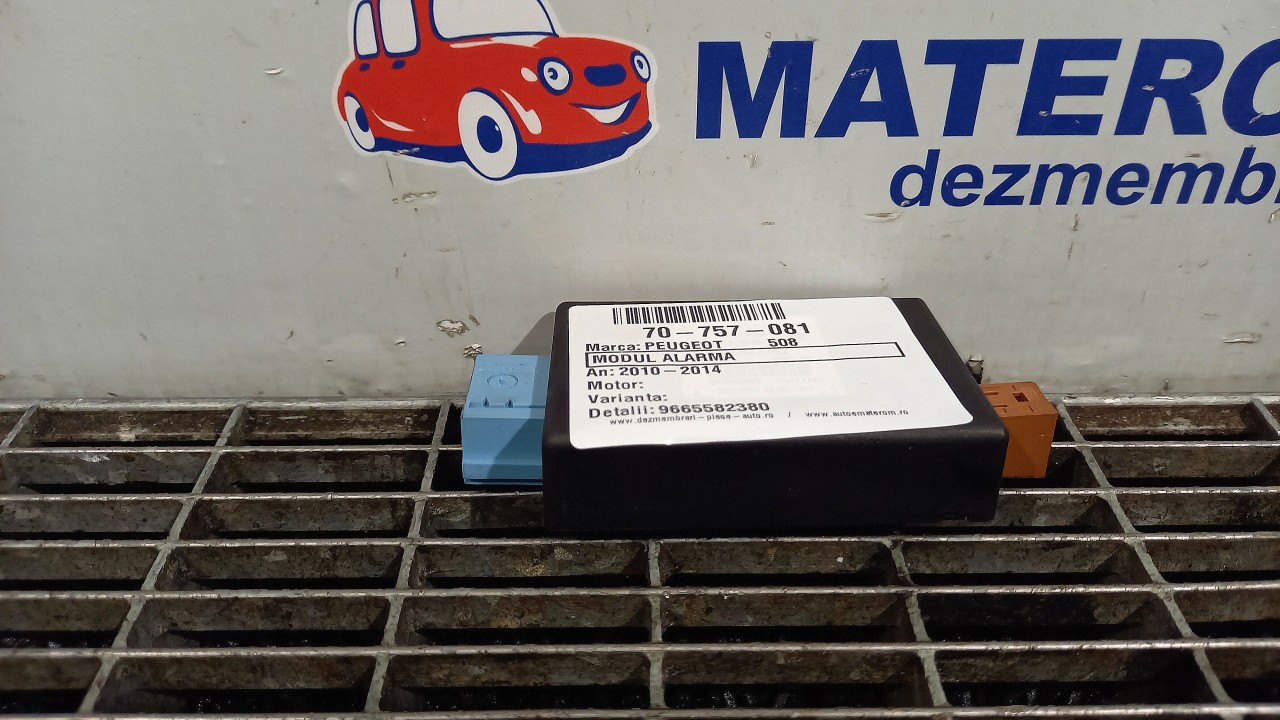 MATERO
dezmembr
70-757-081
Marca: PEUGEOT 508
MODUL ALARMA
An: 2010-2014
Motor:
Varianta:
Detalii: 9665582380
www.dezmembrari-piese-auto.ro / www.automaterom.ro